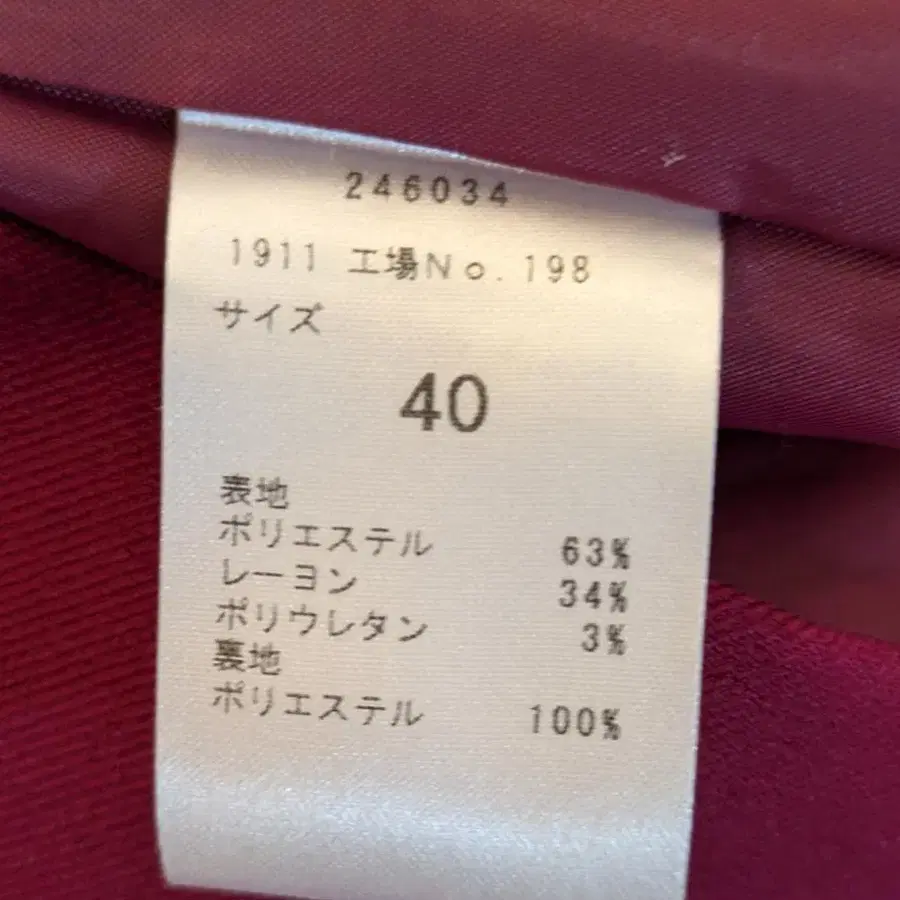 246034
1911 工場No.198
サイズ
40
表地
ポリエステル 63%
レーヨン 34%
ポリウレタン 3%
裏地
ポリエステル 100%